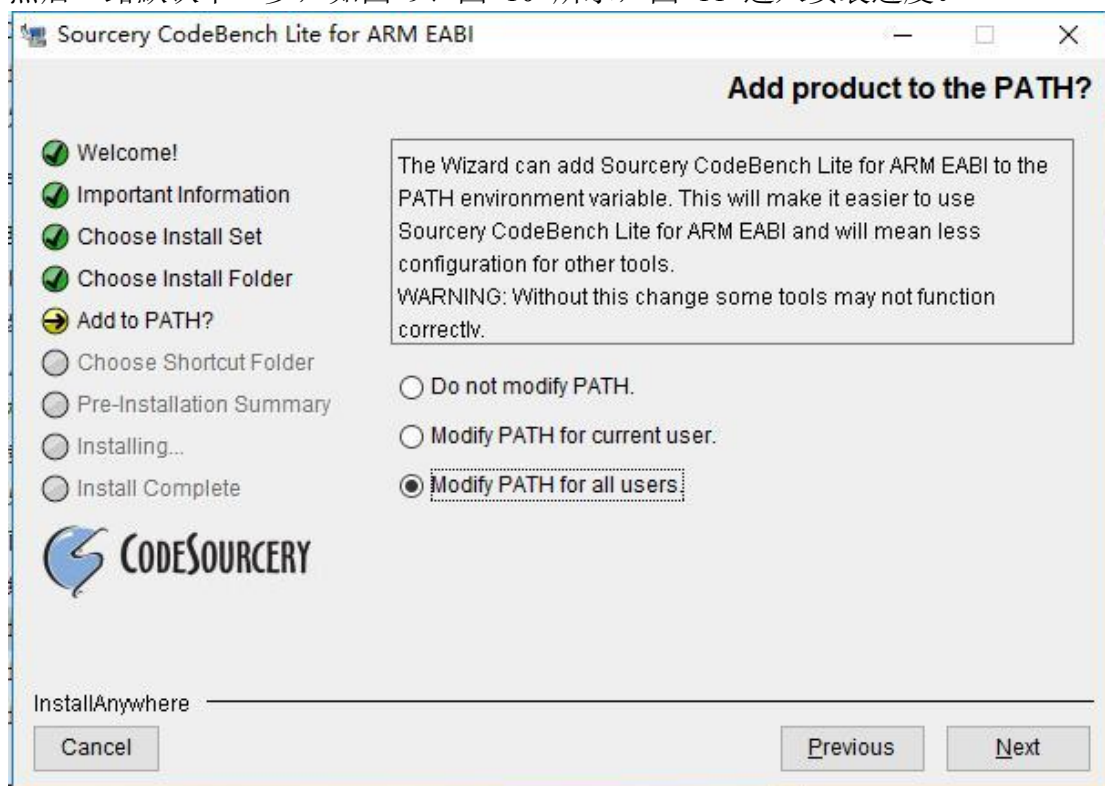 Sourcery CodeBench Lite for ARM EABI
Add product to the PATH?
Welcome!
Important Information
Choose Install Set
Choose Install Folder
Add to PATH?
Choose Shortcut Folder
Pre-Installation Summary
Installing...
Install Complete
The Wizard can add Sourcery CodeBench Lite for ARM EABI to the
PATH environment variable. This will make it easier to use
Sourcery CodeBench Lite for ARM EABI and will mean less
configuration for other tools.
WARNING: Without this change some tools may not function
correctly.
Do not modify PATH.
Modify PATH for current user.
Modify PATH for all users.
CODESOURCERY
InstallAnywhere
Cancel
Previous
Next